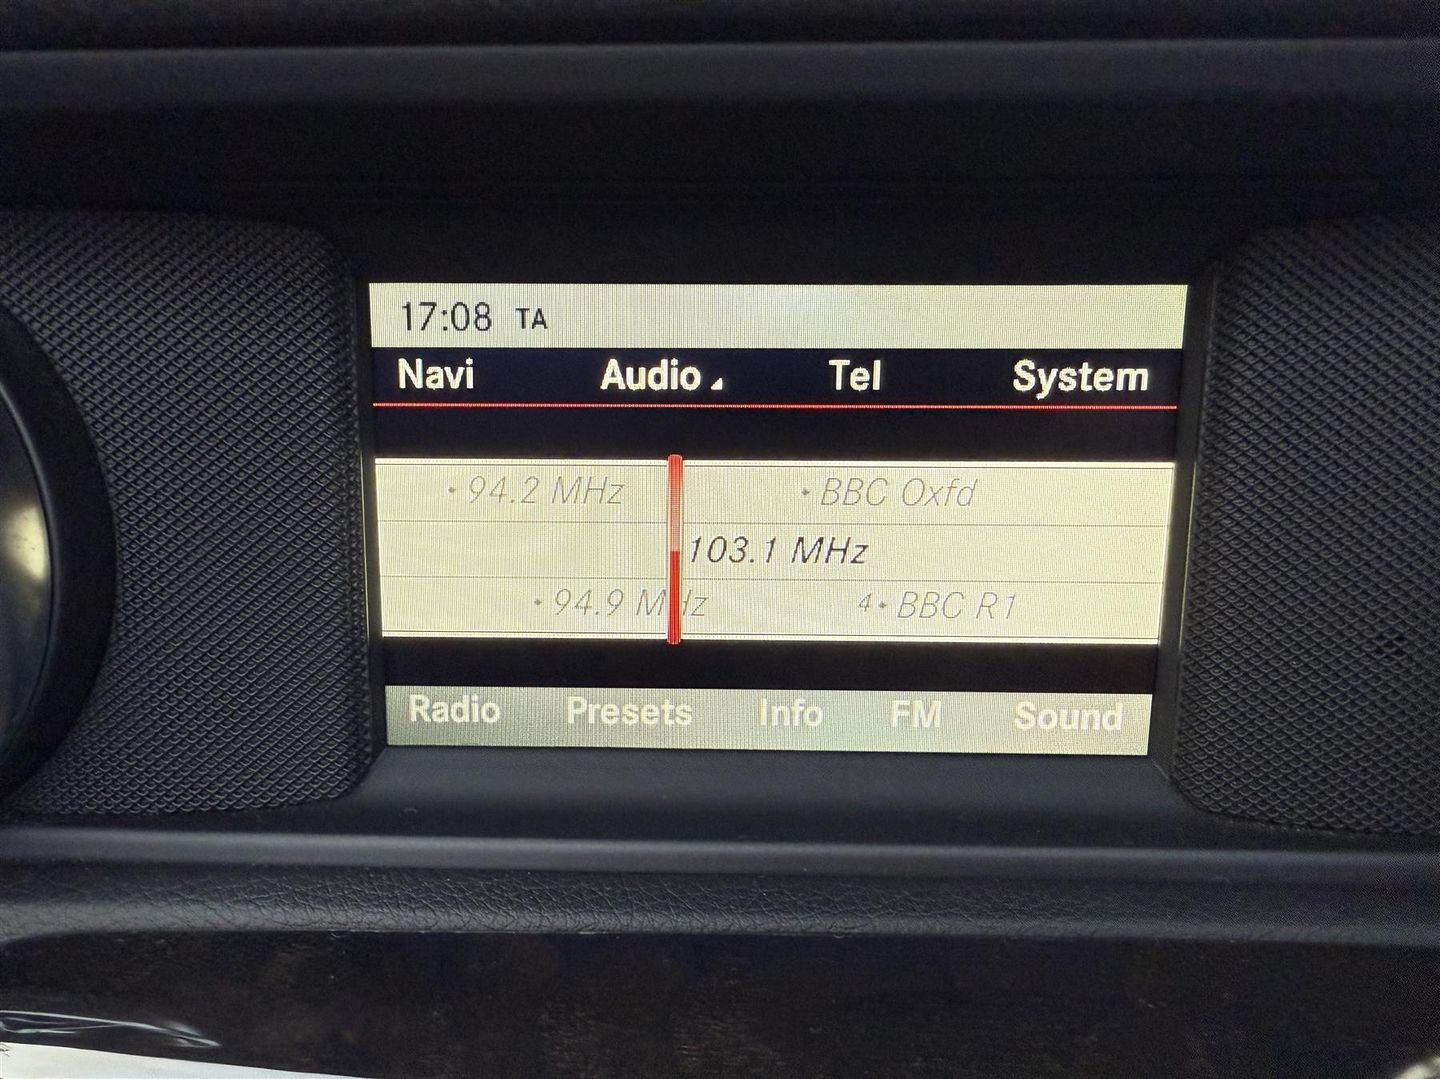 17:08 TA
Navi Audio Tel System
• 94.2 MHz • BBC Oxfd
103.1 MHz
• 94.9 MHz 4• BBC R1
Radio Presets Info FM Sound